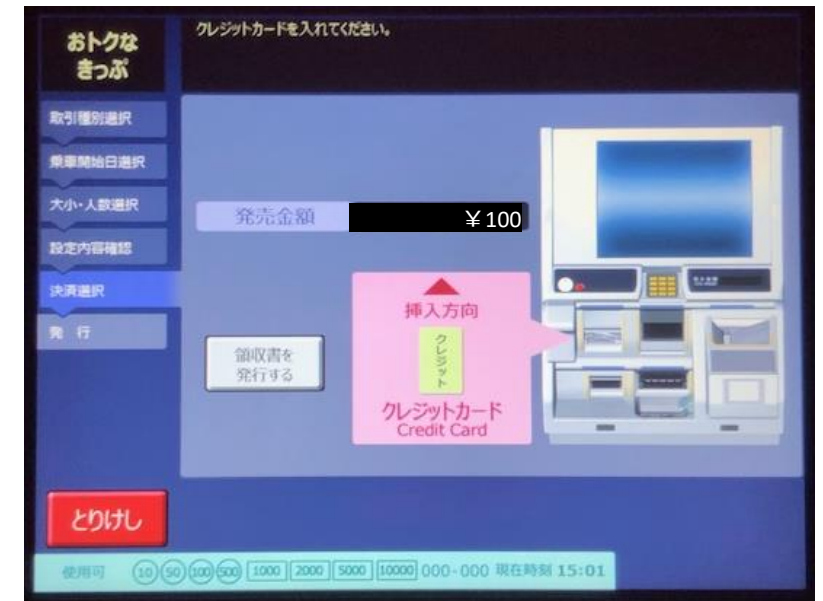 おトクな
きっぷ
クレジットカードを入れてください。
取引種別選択
乗車開始日選択
大小・人数選択
設定内容確認
決済選択
発 行
発売金額
￥100
挿入方向
クレジット
クレジットカード
Credit Card
領収書を
発行する
とりけし
使用可 10 50 100 500 1000 2000 5000 10000 000-000 現在時刻 15:01